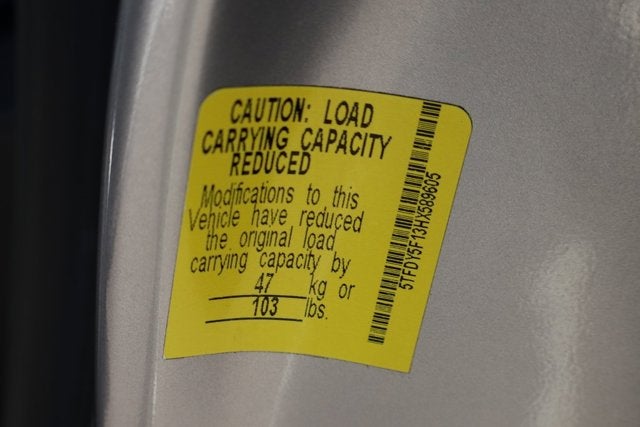 CAUTION: LOAD
CARRYING CAPACITY
REDUCED
Modifications to this
Vehicle have reduced
the original load
carrying capacity by
47 kg or
103 lbs.
5TFDY5F13HX589605